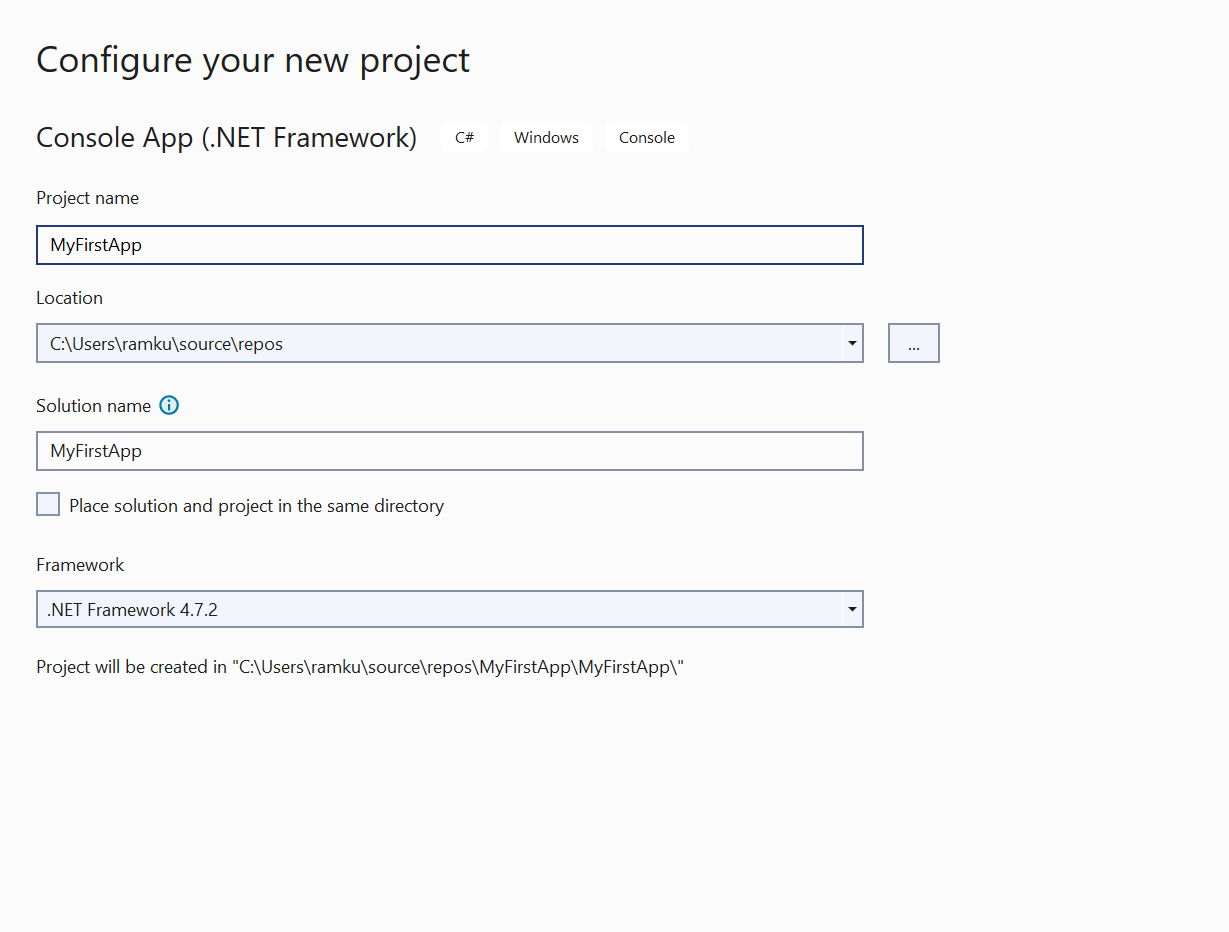 Configure your new project
Console App (.NET Framework) C# Windows Console
Project name
MyFirstApp
Location
C:\Users\ramku\source\repos
...
Solution name
MyFirstApp
Place solution and project in the same directory
Framework
.NET Framework 4.7.2
Project will be created in "C:\Users\ramku\source\repos\MyFirstApp\MyFirstApp\"